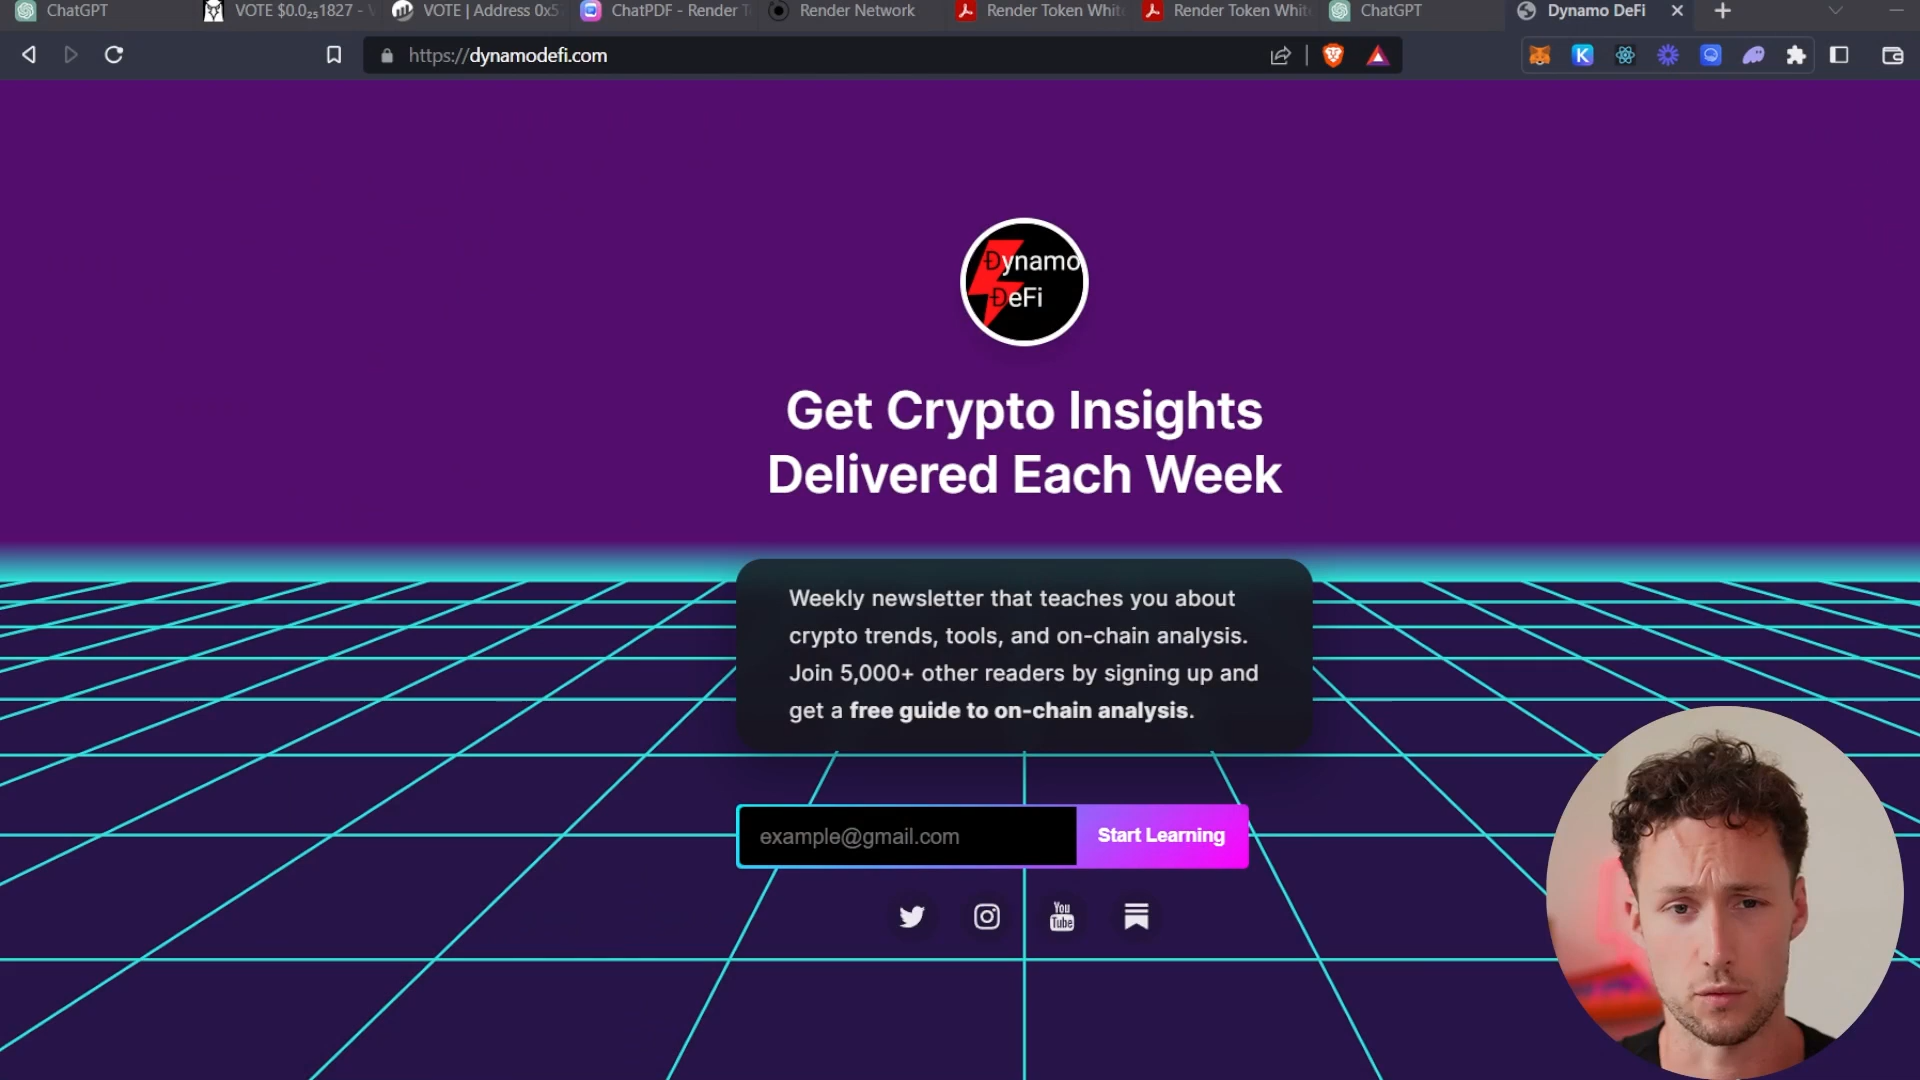 ChatGPT
VOTE $0.0₂₅1827 -
VOTE | Address 0x5
ChatPDF - Render T
Render Network
Render Token Whit
Render Token Whit
ChatGPT
Dynamo DeFi
https://dynamodefi.com
K
Ðynamo
ÐeFi
Get Crypto Insights
Delivered Each Week
Weekly newsletter that teaches you about
crypto trends, tools, and on-chain analysis.
Join 5,000+ other readers by signing up and
get a free guide to on-chain analysis.
example@gmail.com
Start Learning
You
Tube